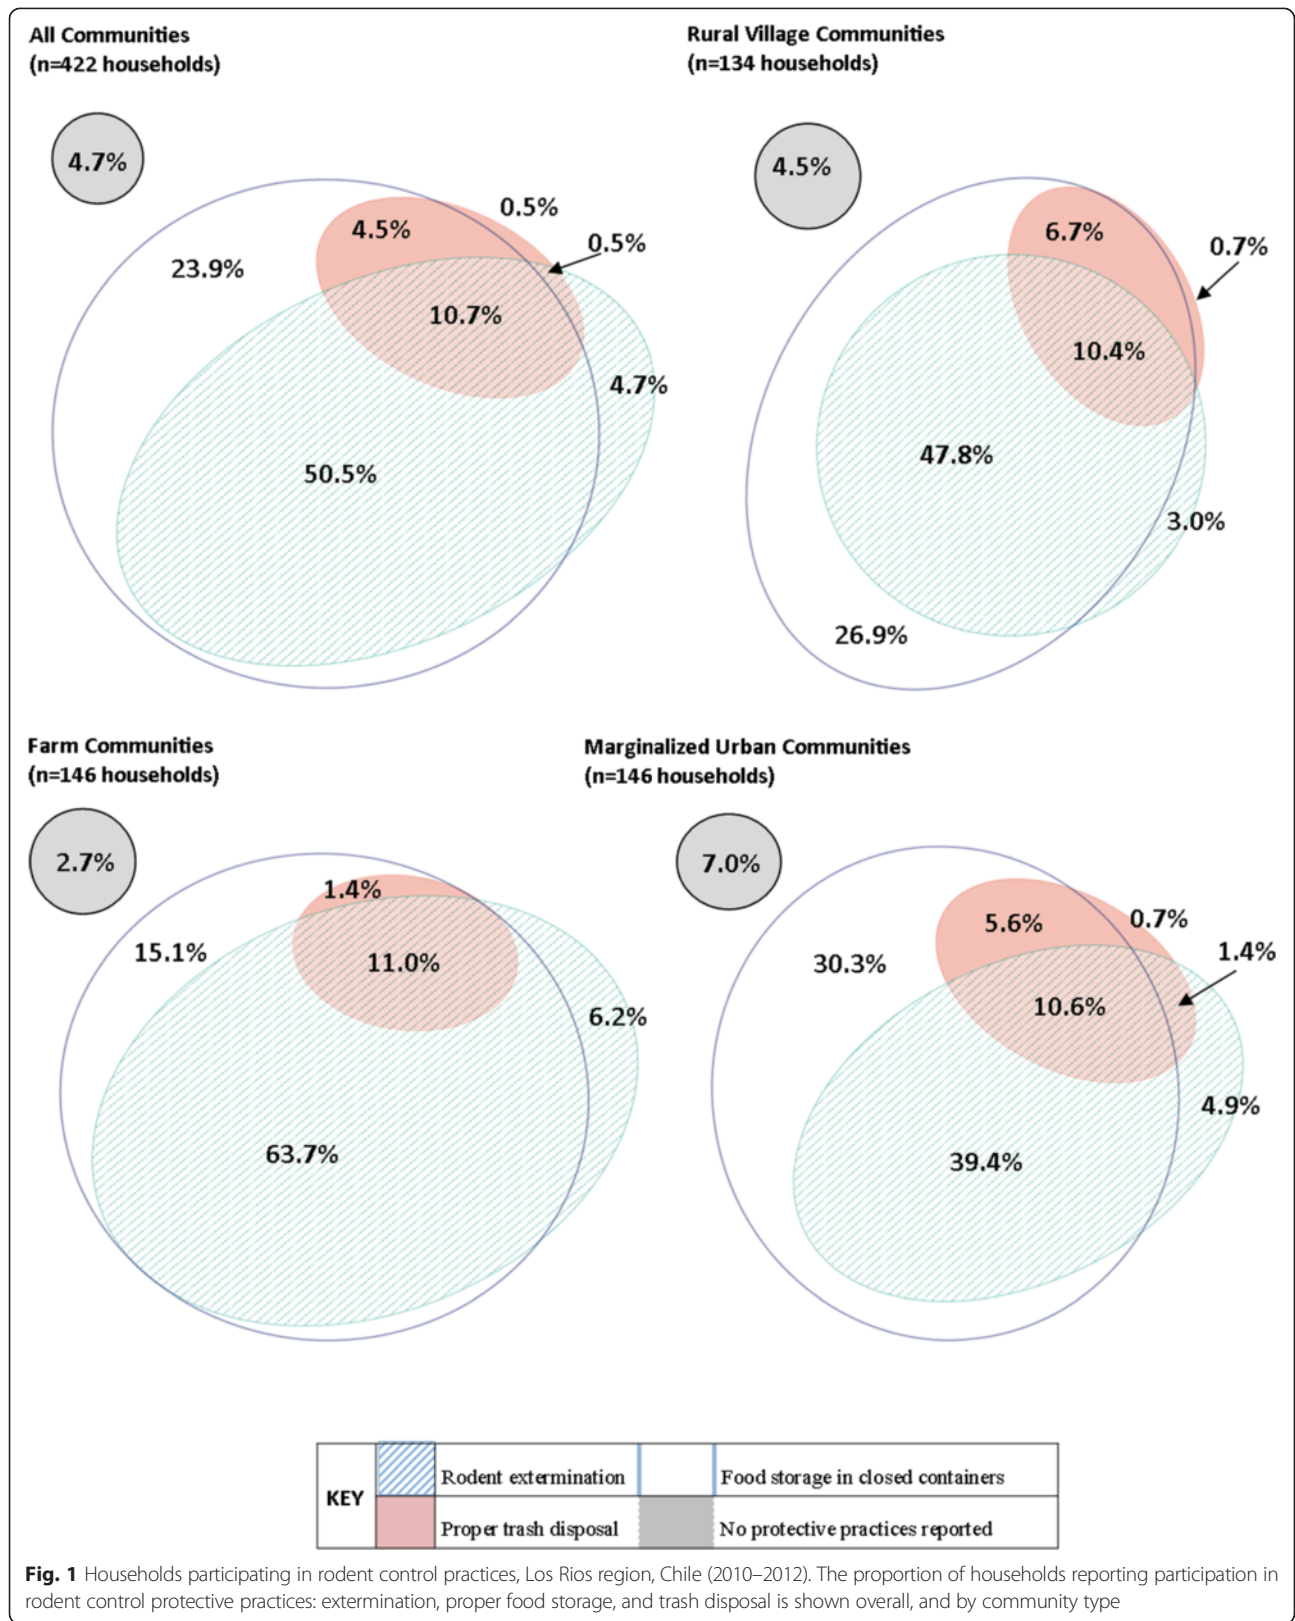 All Communities
(n=422 households)
4.7%
0.5%
4.5%
0.5%
23.9%
10.7%
4.7%
50.5%
Rural Village Communities
(n=134 households)
4.5%
6.7%
0.7%
10.4%
47.8%
3.0%
26.9%
Farm Communities
(n=146 households)
2.7%
1.4%
15.1%
11.0%
6.2%
63.7%
Marginalized Urban Communities
(n=146 households)
7.0%
0.7%
5.6%
1.4%
30.3%
10.6%
4.9%
39.4%
KEY
Rodent extermination
Food storage in closed containers
Proper trash disposal
No protective practices reported
Fig. 1 Households participating in rodent control practices, Los Rios region, Chile (2010–2012). The proportion of households reporting participation in
rodent control protective practices: extermination, proper food storage, and trash disposal is shown overall, and by community type